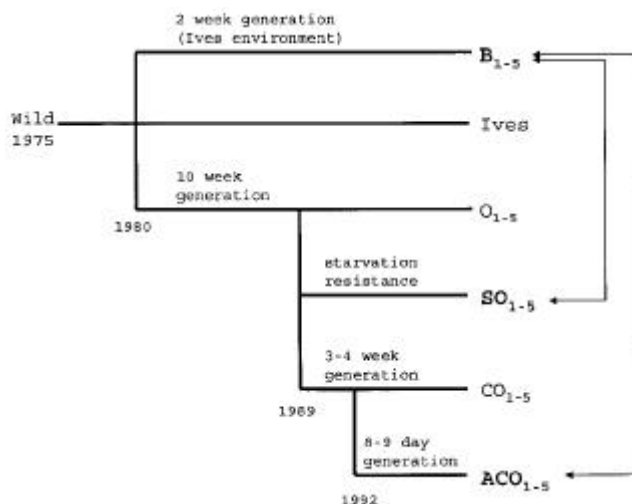 2 week generation
(Ives environment)
B1-5
Wild
1975
Ives
10 week
generation
O1-5
1980
starvation
resistance
SO1-5
3-4 week
generation
CO1-5
1989
8-9 day
generation
ACO1-5
1992